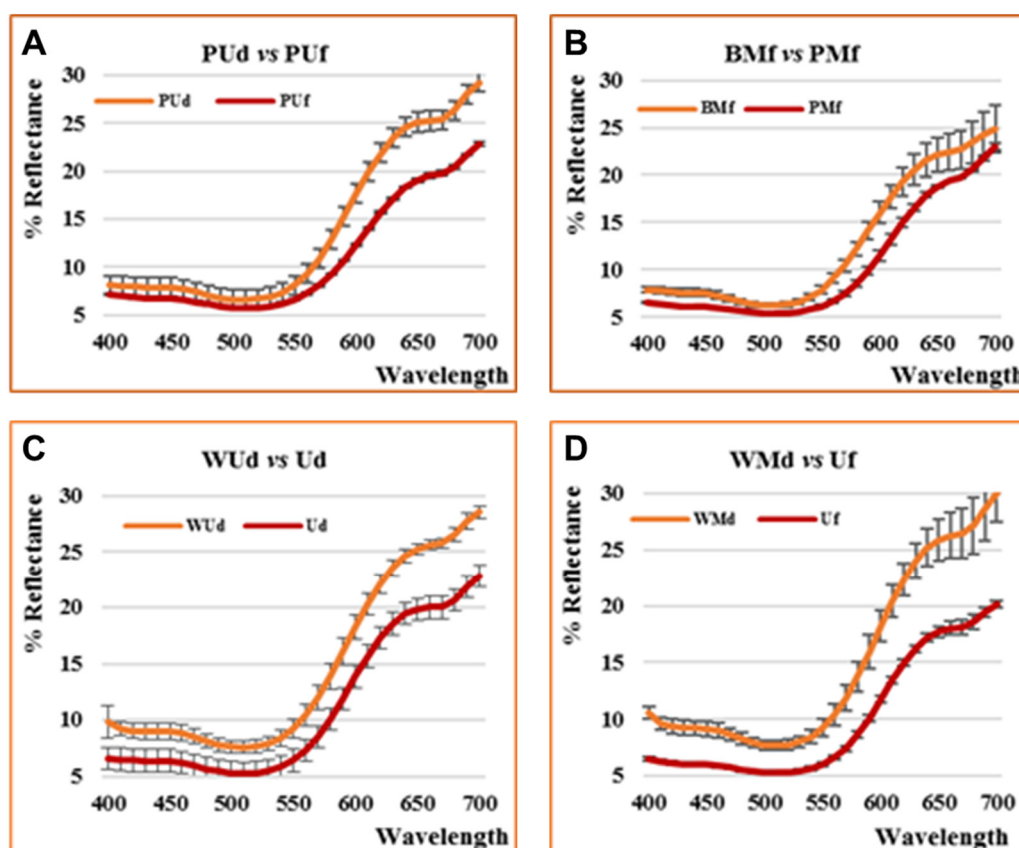 A
PUd vs PUf
PUd PUf
% Reflectance
30
25
20
15
10
5
400 450 500 550 600 650 700
Wavelength
B
BMf vs PMf
BMf PMf
% Reflectance
30
25
20
15
10
5
400 450 500 550 600 650 700
Wavelength
C
WUd vs Ud
WUd Ud
% Reflectance
30
25
20
15
10
5
400 450 500 550 600 650 700
Wavelength
D
WMd vs Uf
WMd Uf
% Reflectance
30
25
20
15
10
5
400 450 500 550 600 650 700
Wavelength